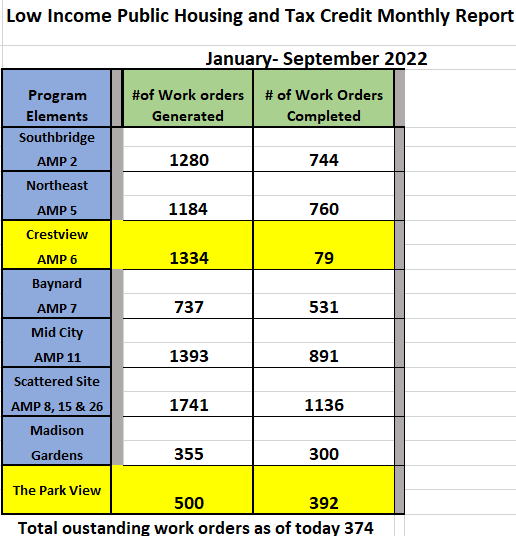 Low Income Public Housing and Tax Credit Monthly Report
January- September 2022
Program Elements #of Work orders Generated # of Work Orders Completed
Southbridge AMP 2 1280 744
Northeast AMP 5 1184 760
Crestview AMP 6 1334 79
Baynard AMP 7 737 531
Mid City AMP 11 1393 891
Scattered Site AMP 8, 15 & 26 1741 1136
Madison Gardens 355 300
The Park View 500 392
Total oustanding work orders as of today 374